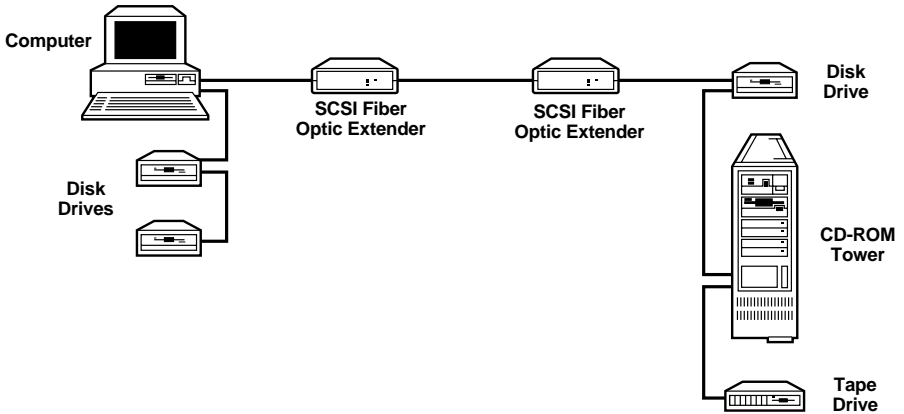 Computer
SCSI Fiber
Optic Extender
SCSI Fiber
Optic Extender
Disk
Drive
Disk
Drives
CD-ROM
Tower
Tape
Drive